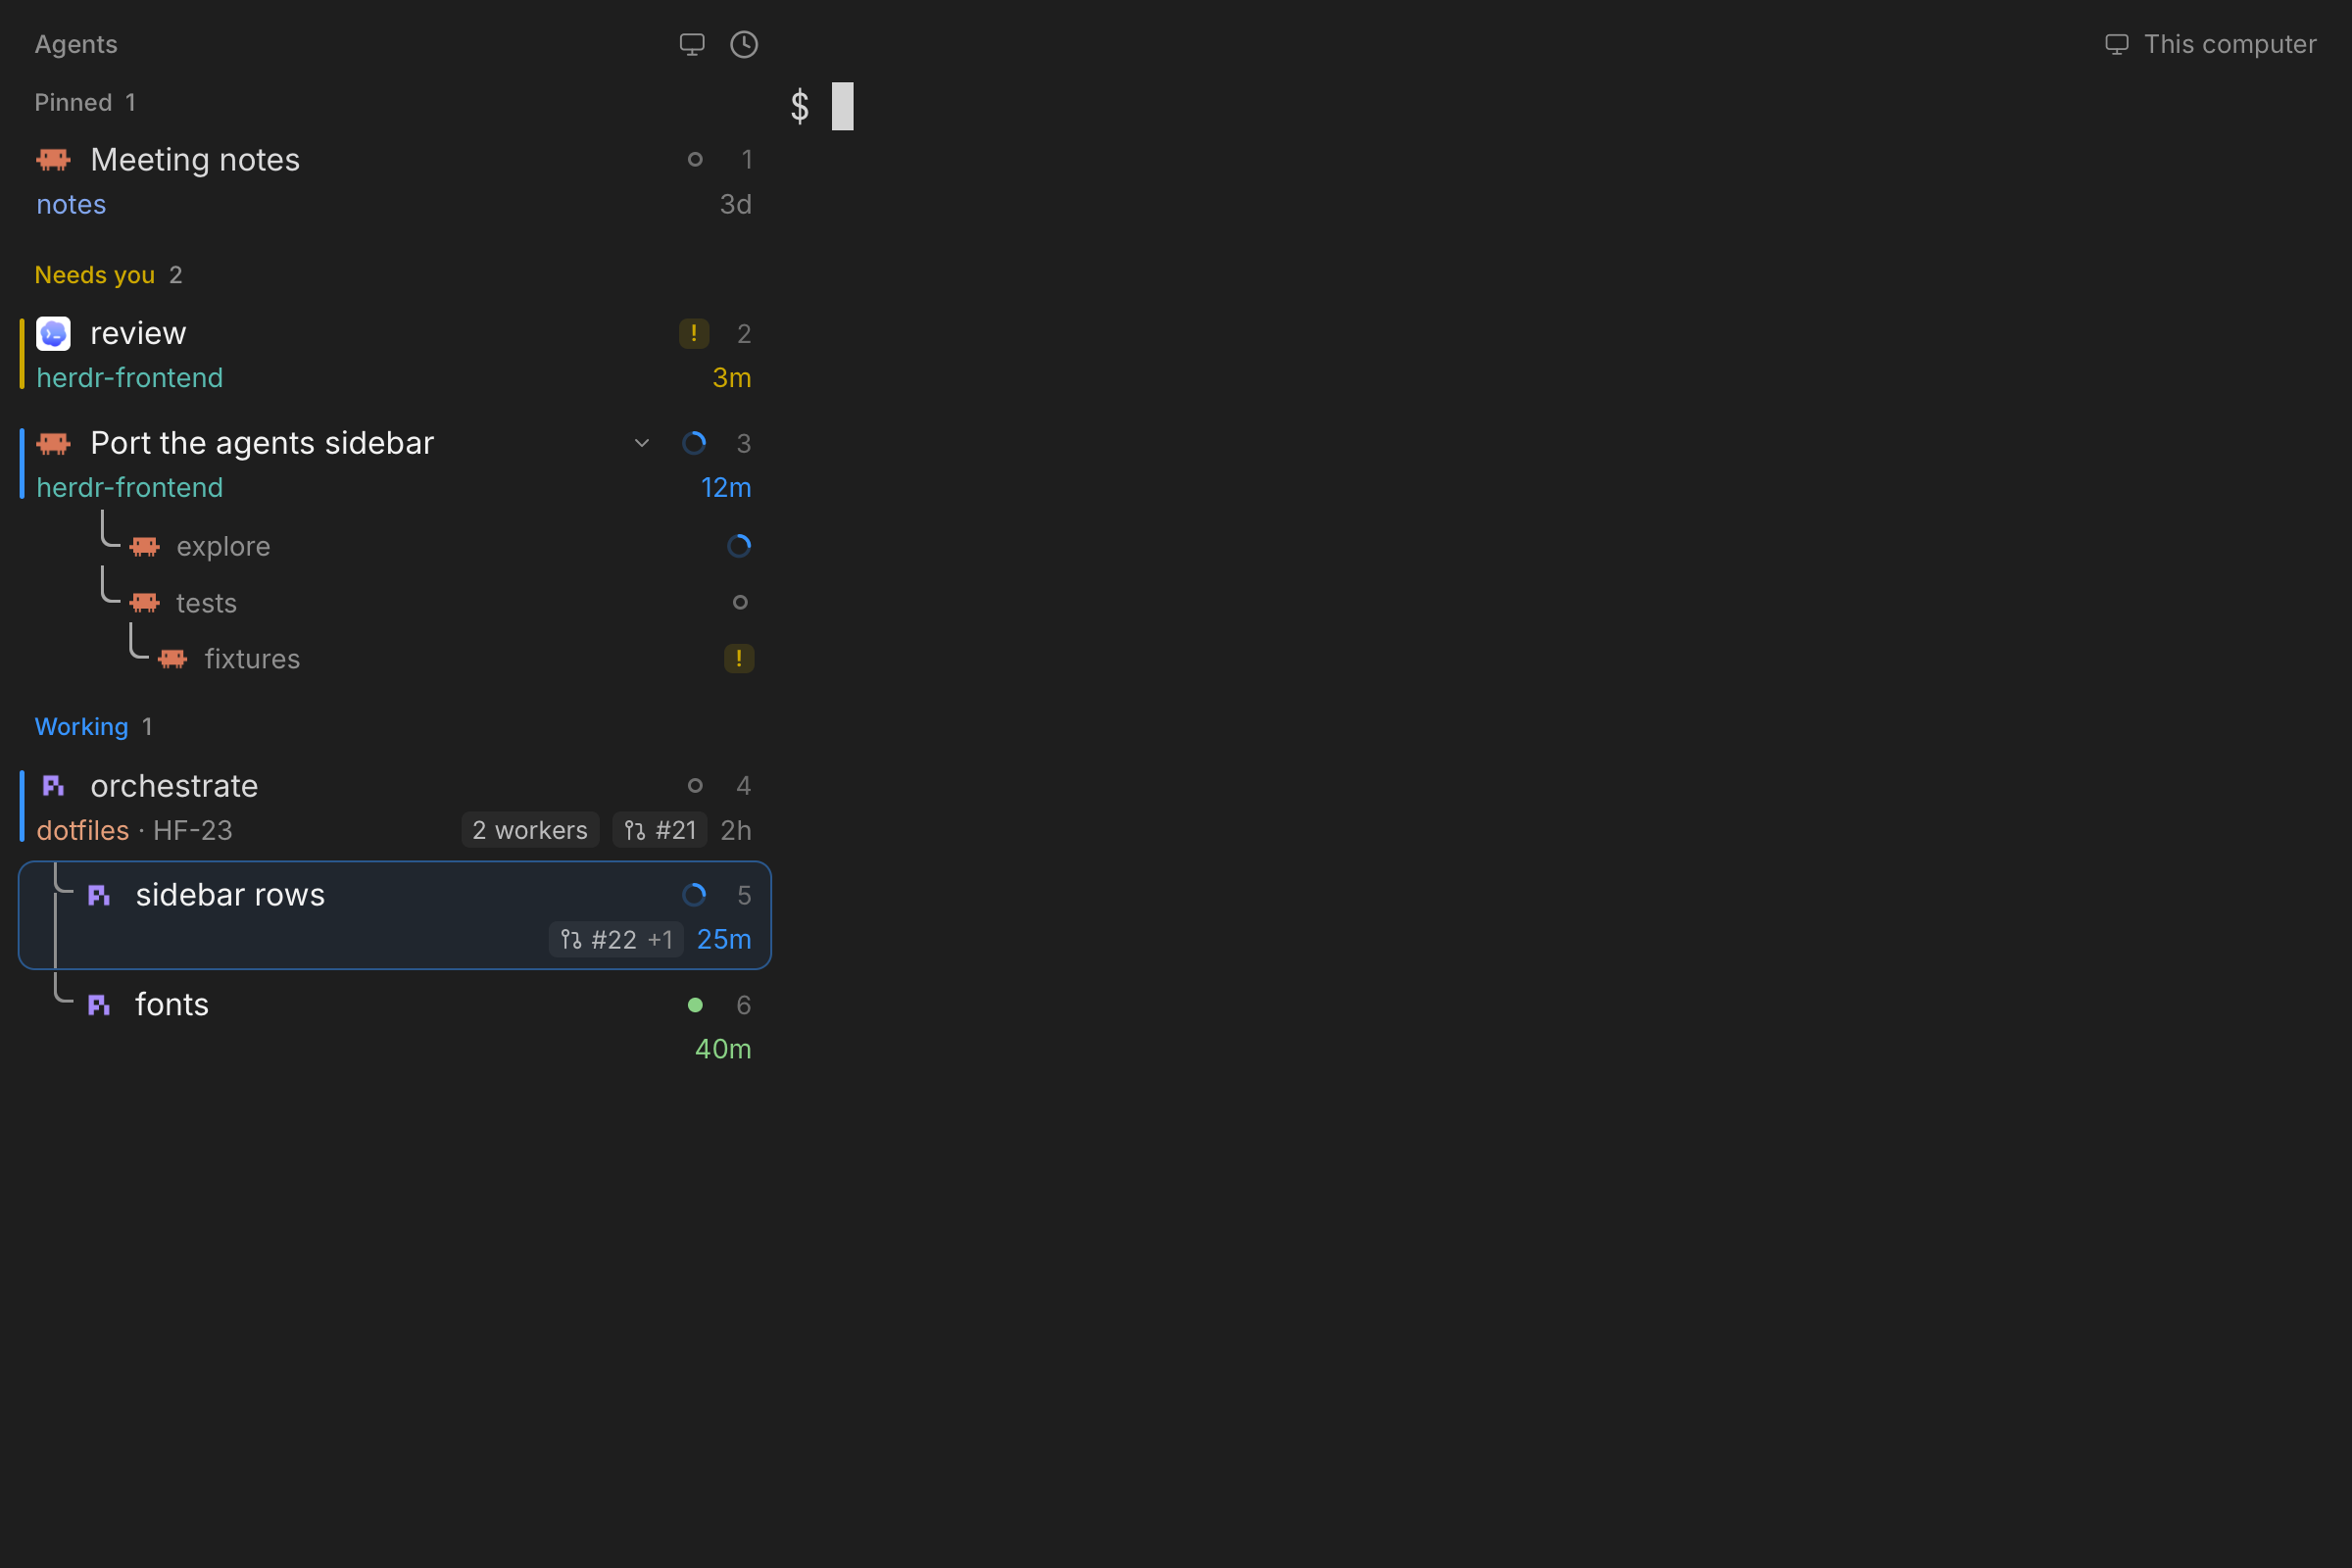 Agents
This computer
Pinned 1
$
Meeting notes 1
notes 3d
Needs you 2
review ! 2
herdr-frontend 3m
Port the agents sidebar 3
herdr-frontend 12m
explore
tests
fixtures !
Working 1
orchestrate 4
dotfiles · HF-23 2 workers #21 2h
sidebar rows 5
#22 +1 25m
fonts 6
40m